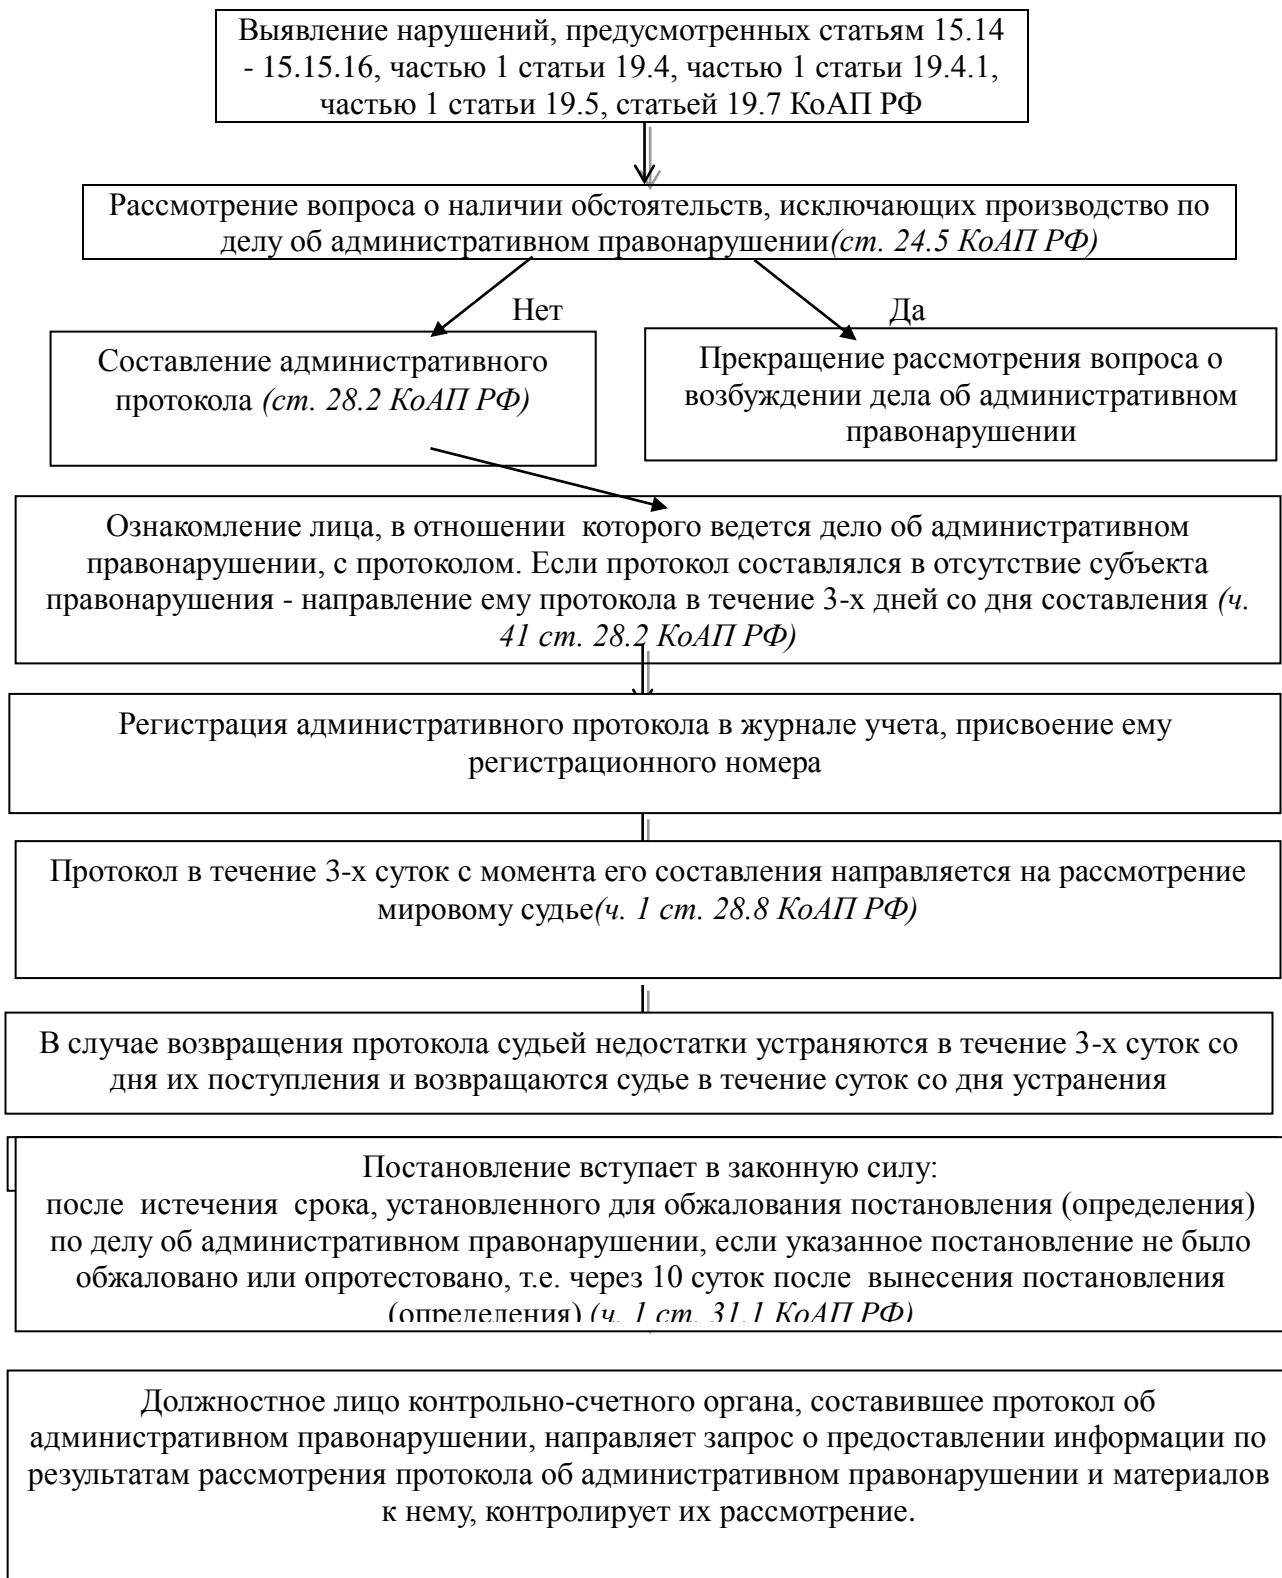 Выявление нарушений, предусмотренных статьям 15.14
- 15.15.16, частью 1 статьи 19.4, частью 1 статьи 19.4.1,
частью 1 статьи 19.5, статьей 19.7 КоАП РФ
Рассмотрение вопроса о наличии обстоятельств, исключающих производство по
делу об административном правонарушении(ст. 24.5 КоАП РФ)
Нет
Да
Составление административного
протокола (ст. 28.2 КоАП РФ)
Прекращение рассмотрения вопроса о
возбуждении дела об административном
правонарушении
Ознакомление лица, в отношении которого ведется дело об административном
правонарушении, с протоколом. Если протокол составлялся в отсутствие субъекта
правонарушения - направление ему протокола в течение 3-х дней со дня составления (ч.
41 ст. 28.2 КоАП РФ)
Регистрация административного протокола в журнале учета, присвоение ему
регистрационного номера
Протокол в течение 3-х суток с момента его составления направляется на рассмотрение
мировому судье(ч. 1 ст. 28.8 КоАП РФ)
В случае возвращения протокола судьей недостатки устраняются в течение 3-х суток со
дня их поступления и возвращаются судье в течение суток со дня устранения
Постановление вступает в законную силу:
после истечения срока, установленного для обжалования постановления (определения)
по делу об административном правонарушении, если указанное постановление не было
обжаловано или опротестовано, т.е. через 10 суток после вынесения постановления
(определения) (ч. 1 ст. 31.1 КоАП РФ)
Должностное лицо контрольно-счетного органа, составившее протокол об
административном правонарушении, направляет запрос о предоставлении информации по
результатам рассмотрения протокола об административном правонарушении и материалов
к нему, контролирует их рассмотрение.